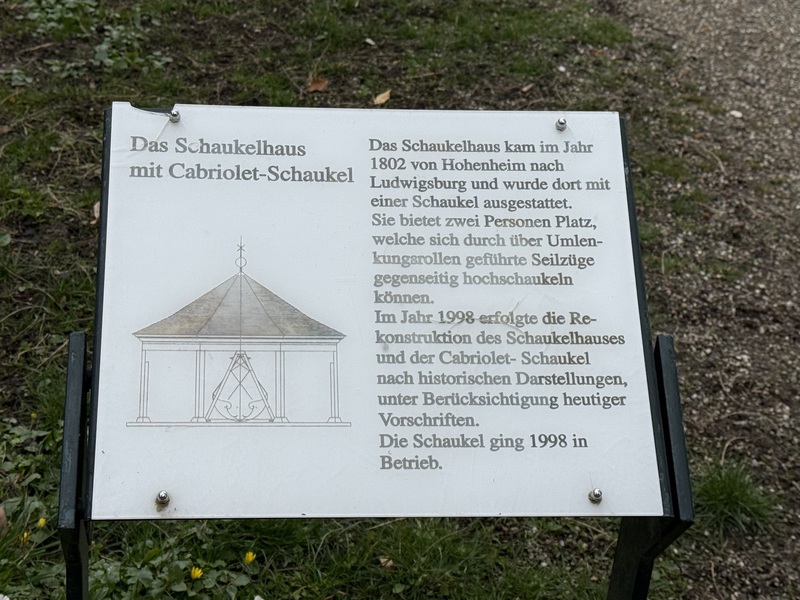 Das Schaukelhaus
mit Cabriolet-Schaukel
Das Schaukelhaus kam im Jahr
1802 von Hohenheim nach
Ludwigsburg und wurde dort mit
einer Schaukel ausgestattet.
Sie bietet zwei Personen Platz,
welche sich durch über Umlen-
kungsrollen geführte Seilzüge
gegenseitig hochschaukeln
können.
Im Jahr 1998 erfolgte die Re-
konstruktion des Schaukelhauses
und der Cabriolet- Schaukel
nach historischen Darstellungen,
unter Berücksichtigung heutiger
Vorschriften.
Die Schaukel ging 1998 in
Betrieb.